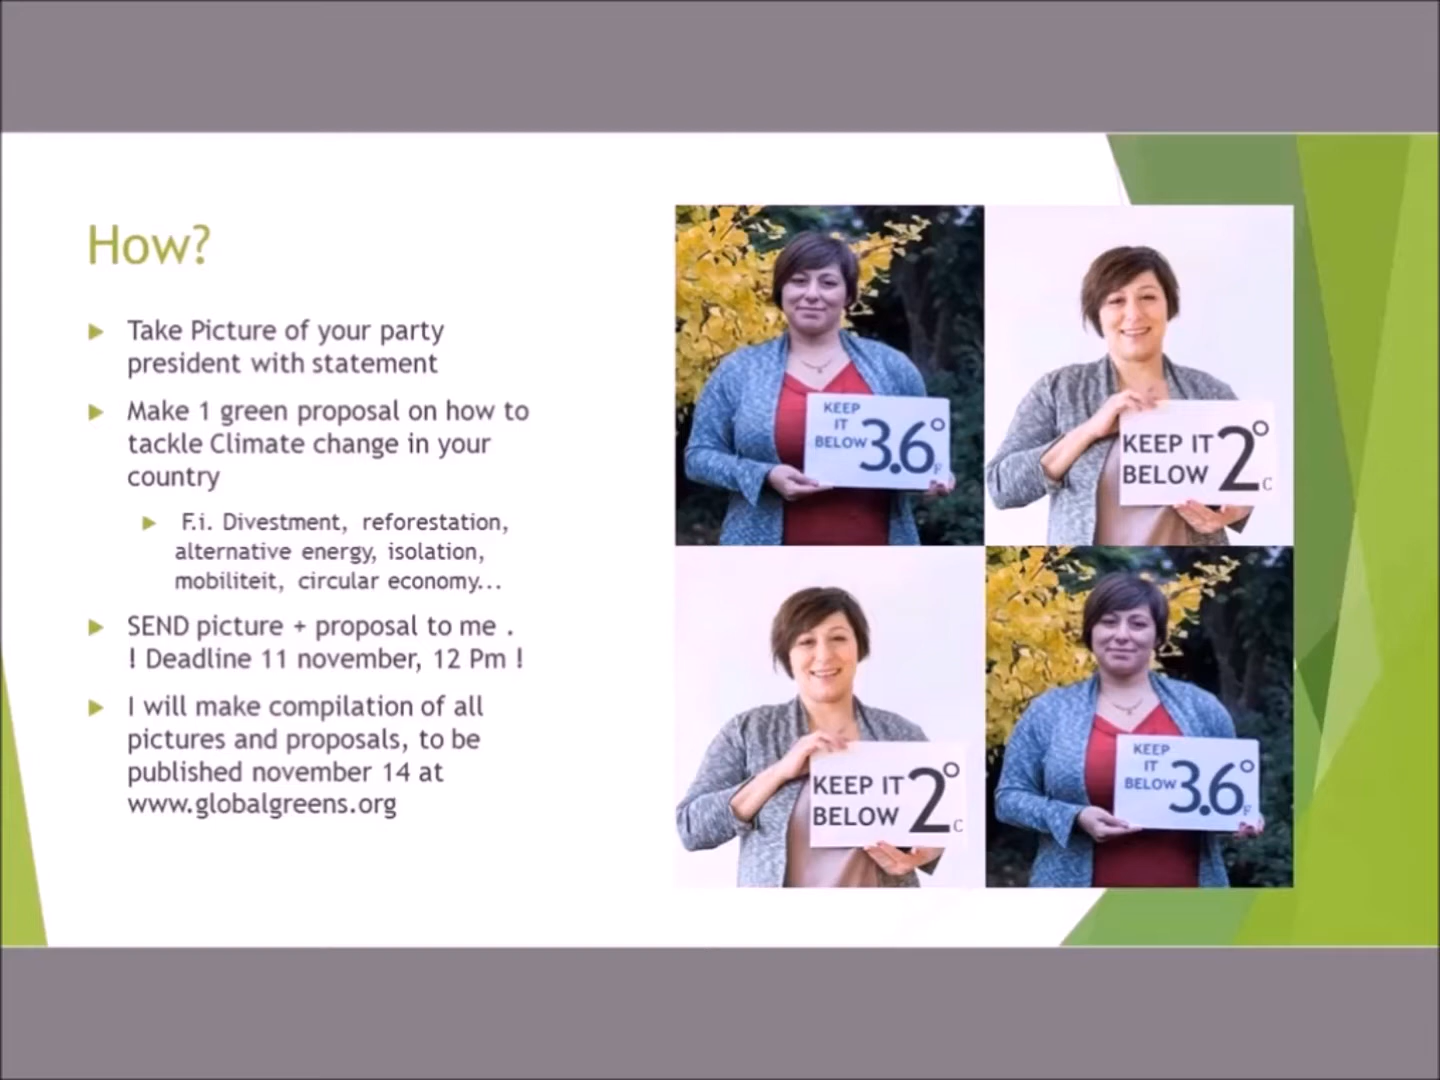 How?
Take Picture of your party
president with statement
Make 1 green proposal on how to
tackle Climate change in your
country
F.i. Divestment, reforestation,
alternative energy, isolation,
mobiliteit, circular economy...
SEND picture + proposal to me .
! Deadline 11 november, 12 Pm !
I will make compilation of all
pictures and proposals, to be
published november 14 at
www.globalgreens.org
KEEP
IT
BELOW 3.6° F
KEEP IT
BELOW 2° C
KEEP IT
BELOW 2° C
KEEP
IT
BELOW 3.6° F